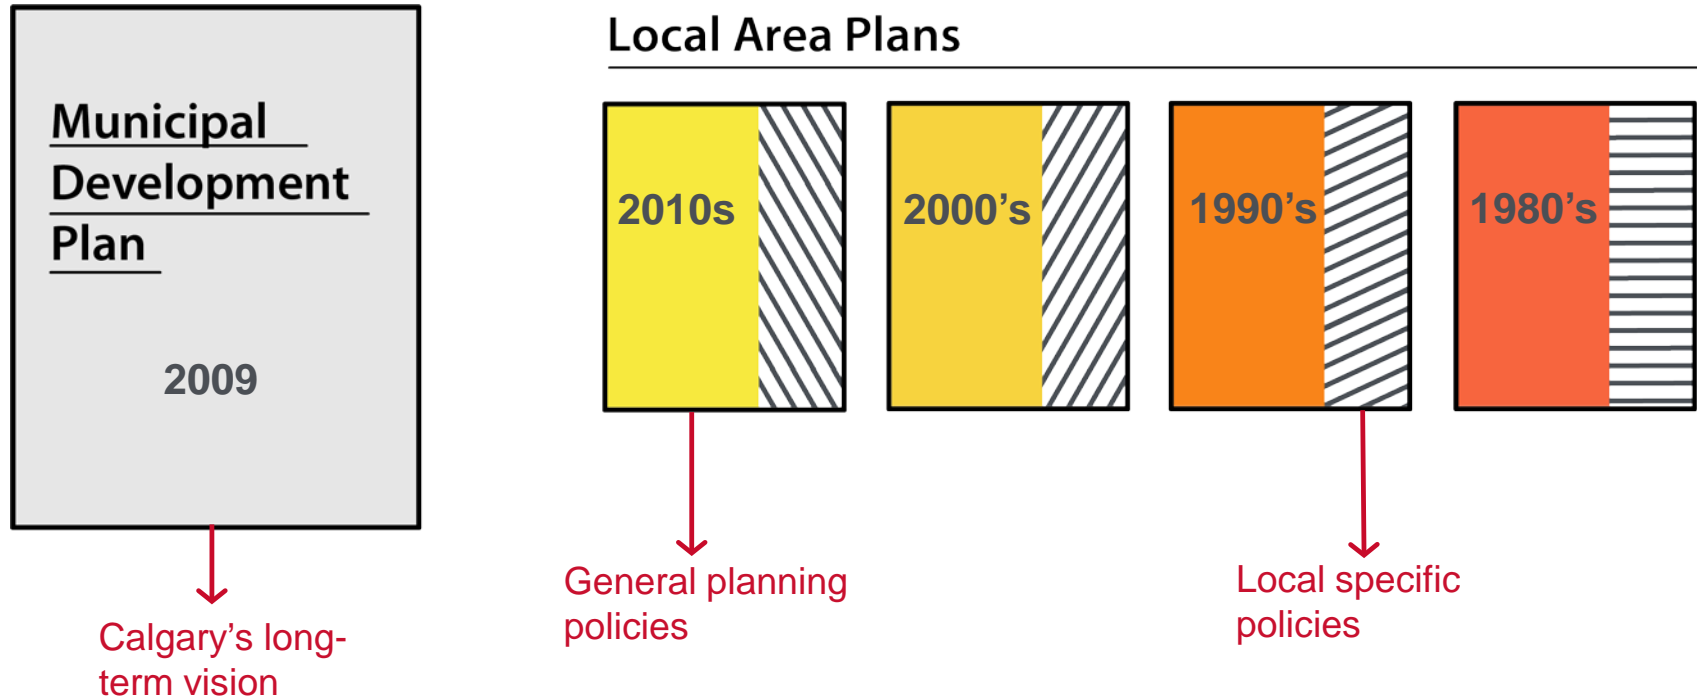 Municipal
Development
Plan
2009
Calgary’s long-
term vision
Local Area Plans
2010s
2000’s
1990’s
1980’s
General planning
policies
Local specific
policies